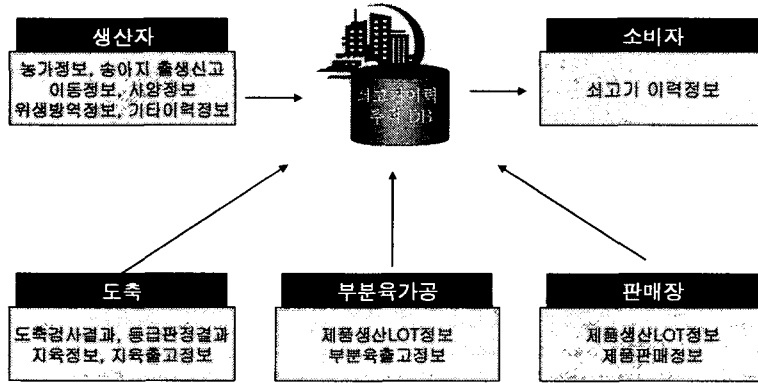 생산자
농가정보, 송아지 출생신고
이동정보, 사양정보
위생방역정보, 기타이력정보
쇠고기이력
추적 DB
소비자
쇠고기 이력정보
도축
도축검사결과, 등급판정결과
지육정보, 지육출고정보
부분육가공
제품생산LOT정보
부분육출고정보
판매장
제품생산LOT정보
제품판매정보